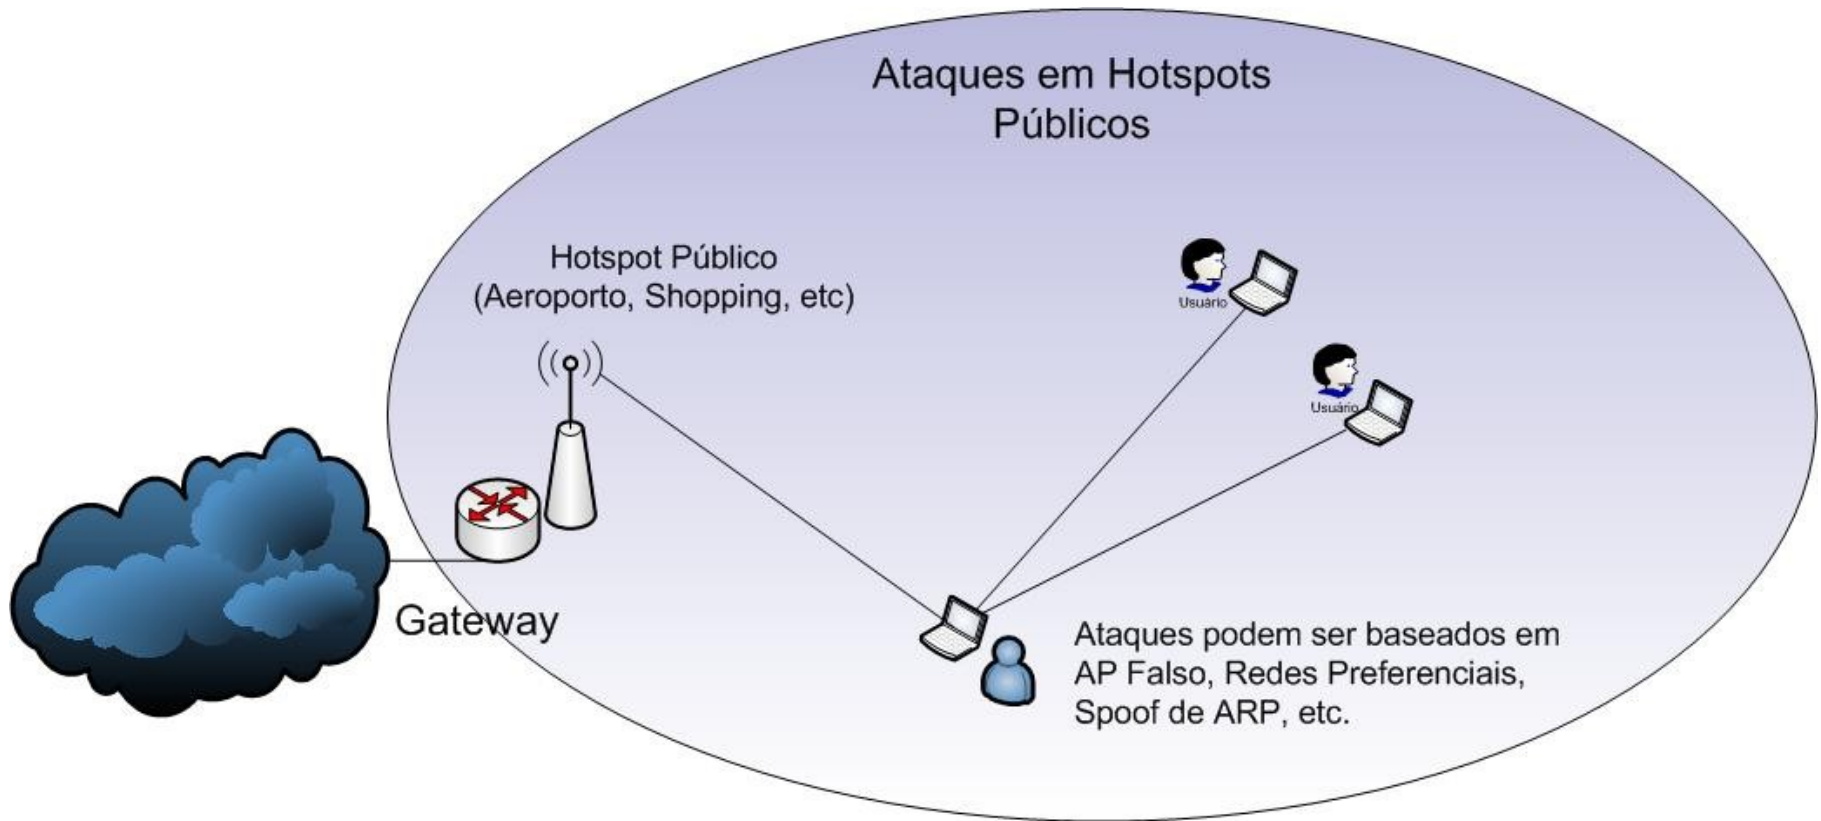 Ataques em Hotspots
Públicos
Hotspot Público
(Aeroporto, Shopping, etc)
Usuário
Usuário
Gateway
Ataques podem ser baseados em
AP Falso, Redes Preferenciais,
Spoof de ARP, etc.